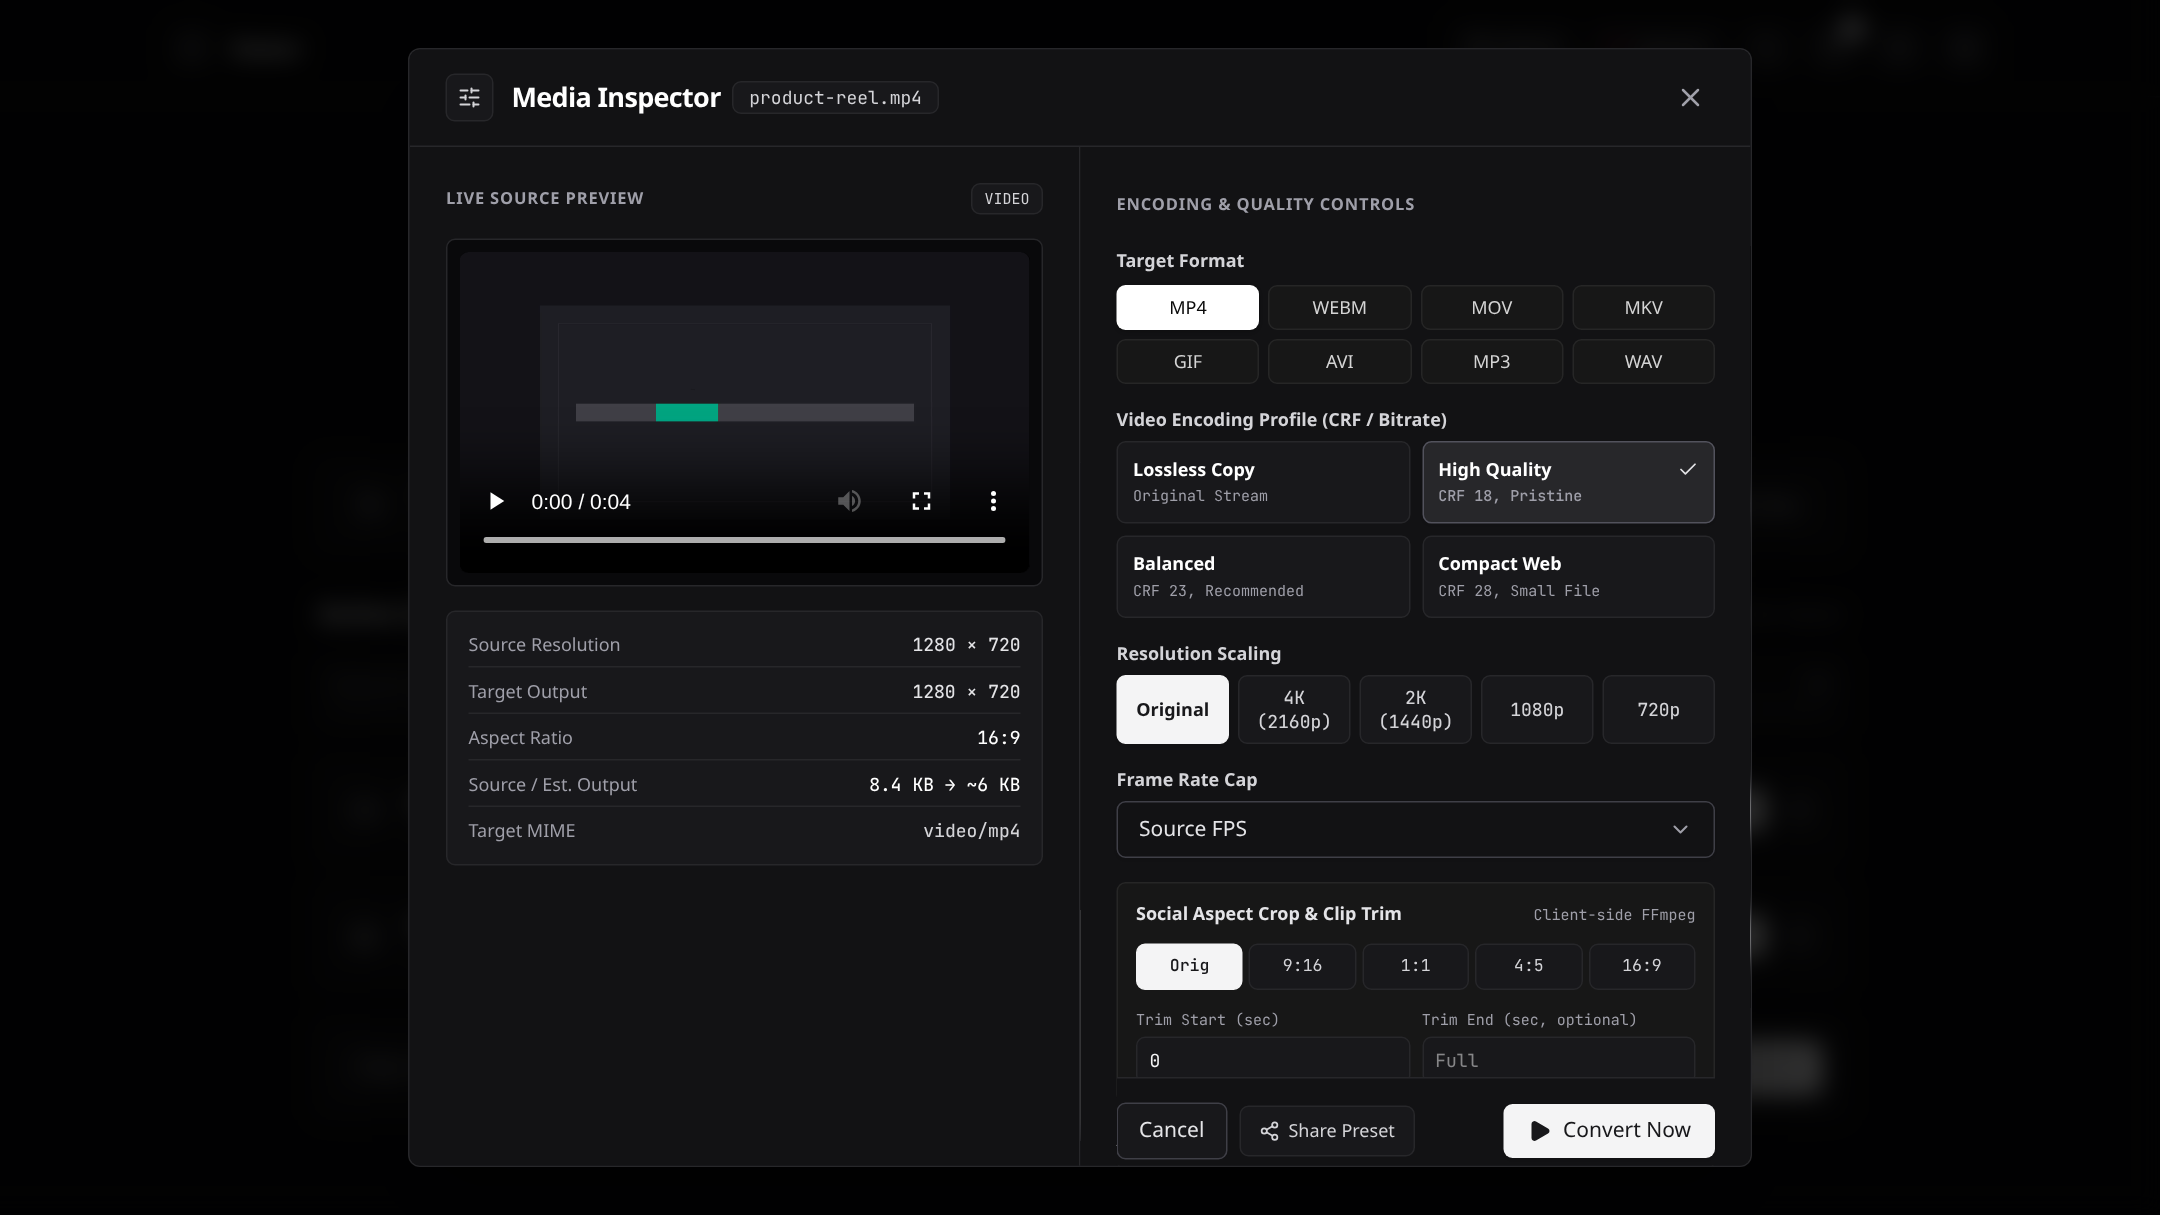 Media Inspector
product-reel.mp4
LIVE SOURCE PREVIEW
VIDEO
0:00 / 0:04
Source Resolution
1280 × 720
Target Output
1280 × 720
Aspect Ratio
16:9
Source / Est. Output
8.4 KB → ~6 KB
Target MIME
video/mp4
ENCODING & QUALITY CONTROLS
Target Format
MP4
WEBM
MOV
MKV
GIF
AVI
MP3
WAV
Video Encoding Profile (CRF / Bitrate)
Lossless Copy
Original Stream
High Quality
CRF 18, Pristine
Balanced
CRF 23, Recommended
Compact Web
CRF 28, Small File
Resolution Scaling
Original
4K
(2160p)
2K
(1440p)
1080p
720p
Frame Rate Cap
Source FPS
Social Aspect Crop & Clip Trim
Client-side FFmpeg
Orig
9:16
1:1
4:5
16:9
Trim Start (sec)
Trim End (sec, optional)
0
Full
Cancel
Share Preset
Convert Now